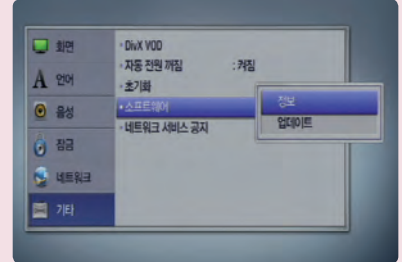 화면
언어
음성
잠금
네트워크
기타
DivX VOD
자동 전원 꺼짐 : 켜짐
초기화
소프트웨어
네트워크 서비스 공지
정보
업데이트